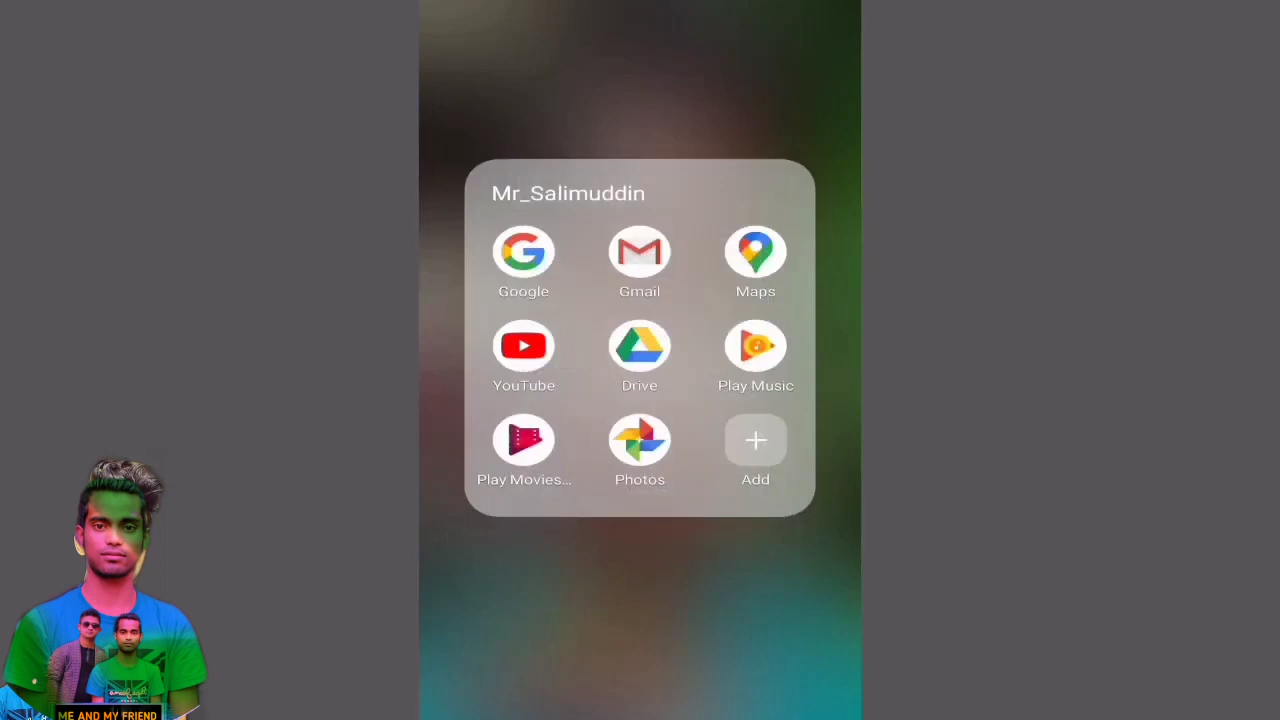 Mr_Salimuddin
Google Gmail Maps
YouTube Drive Play Music
Play Movies... Photos Add
ME AND MY FRIEND